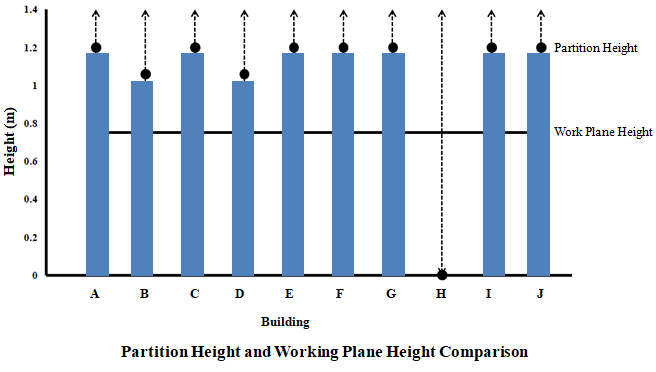 1.4
1.2
1
0.8
0.6
0.4
0.2
0
Height (m)
Partition Height
Work Plane Height
A B C D E F G H I J
Building
Partition Height and Working Plane Height Comparison